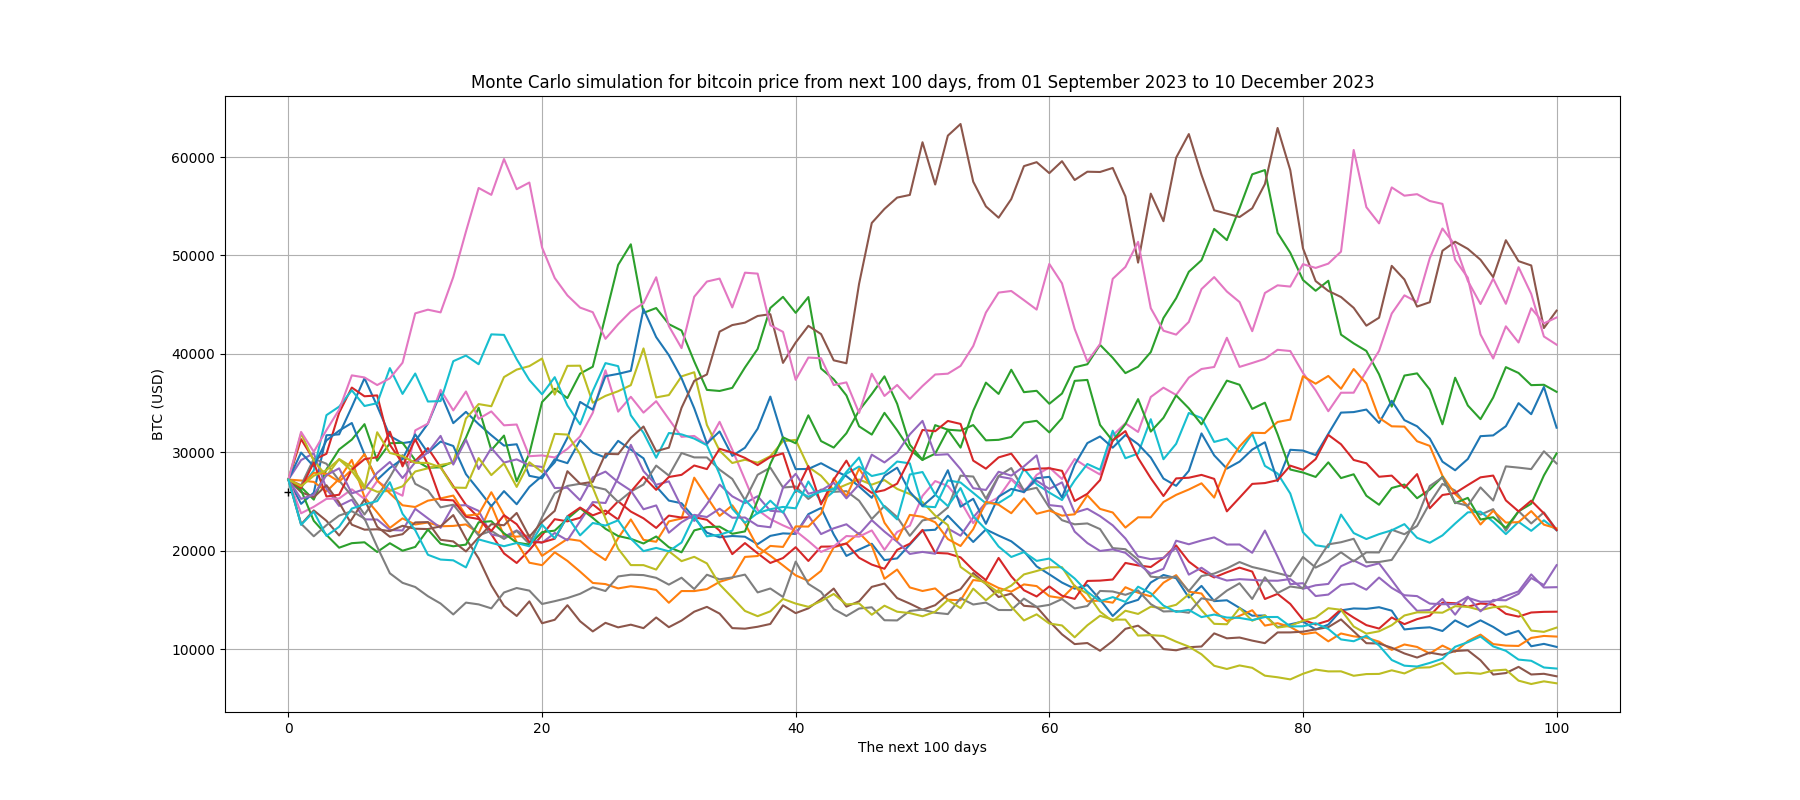 Monte Carlo simulation for bitcoin price from next 100 days, from 01 September 2023 to 10 December 2023
60000
50000
40000
30000
20000
10000
BTC (USD)
0 20 40 60 80 100
The next 100 days